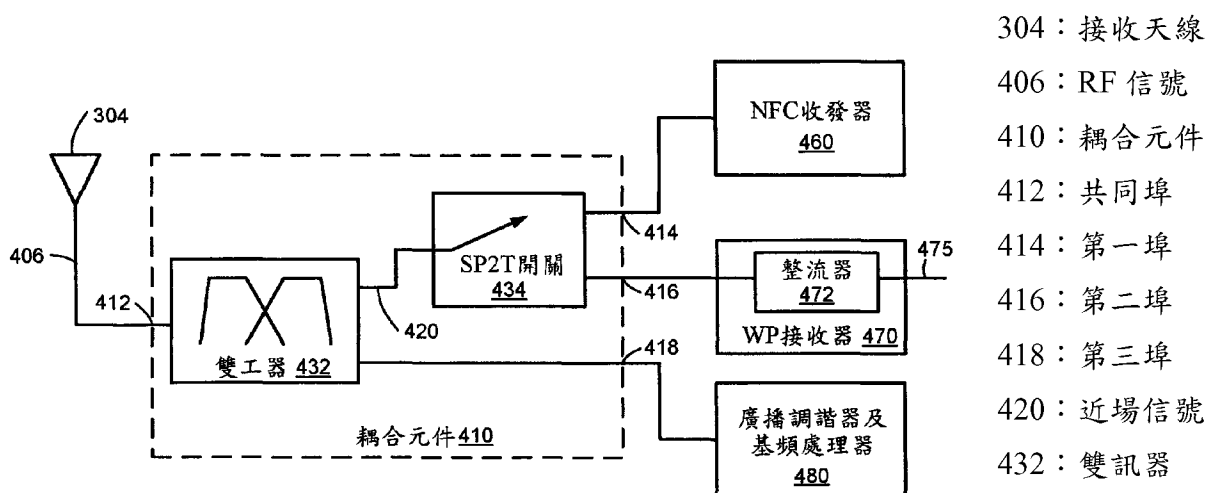 304
406
412
雙工器 432
420
SP2T開關
434
414
416
418
耦合元件410
NFC收發器
460
整流器
472
WP接收器 470
475
廣播調諧器及
基頻處理器
480
304：接收天線
406：RF 信號
410：耦合元件
412：共同埠
414：第一埠
416：第二埠
418：第三埠
420：近場信號
432：雙訊器